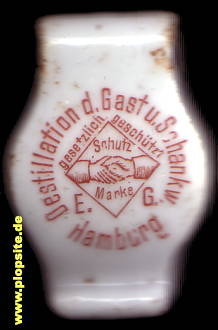 Destillation d. Gast u. Schankw.
gesetzlich geschützt
Schutz
Marke
E. G.
Hamburg
www.plopsite.de